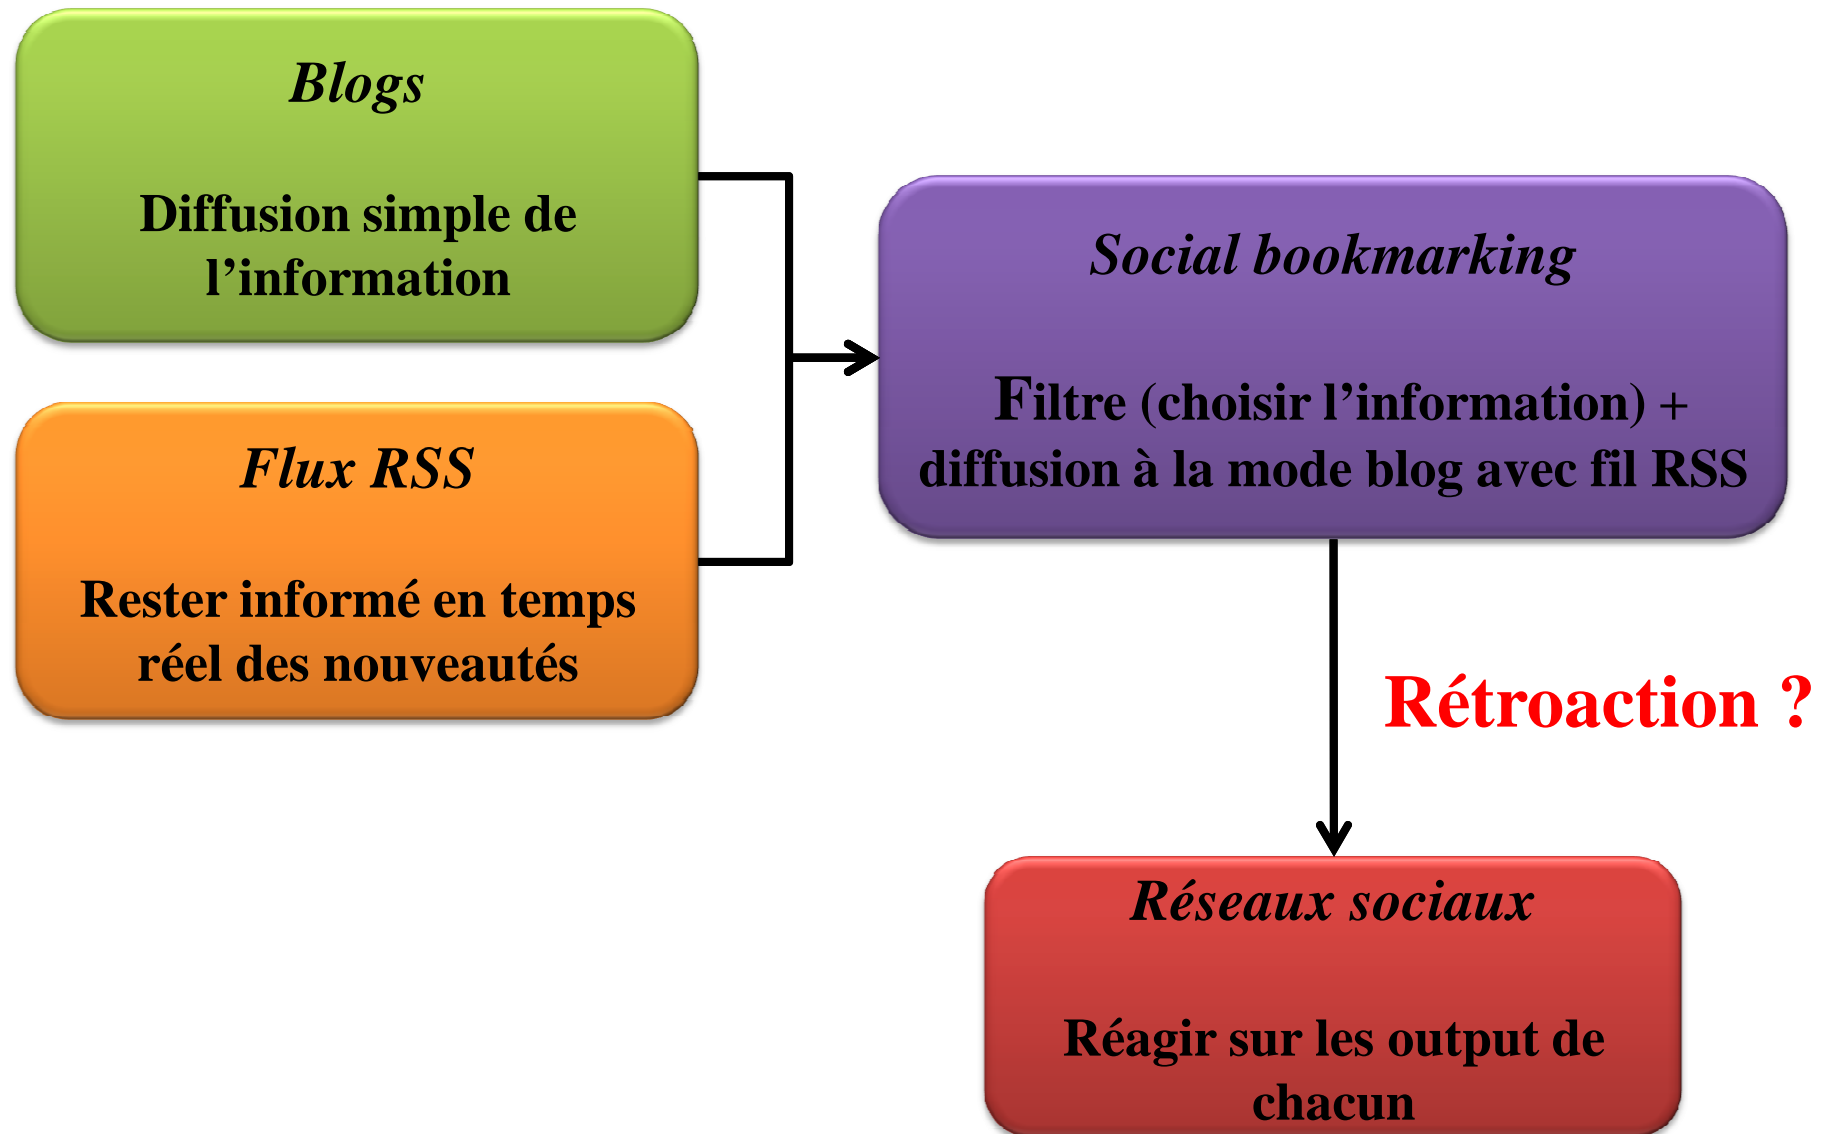 Blogs
Diffusion simple de
l’information
Flux RSS
Rester informé en temps
réel des nouveautés
Social bookmarking
Filtre (choisir l’information) +
diffusion à la mode blog avec fil RSS
Rétroaction ?
Réseaux sociaux
Réagir sur les output de
chacun